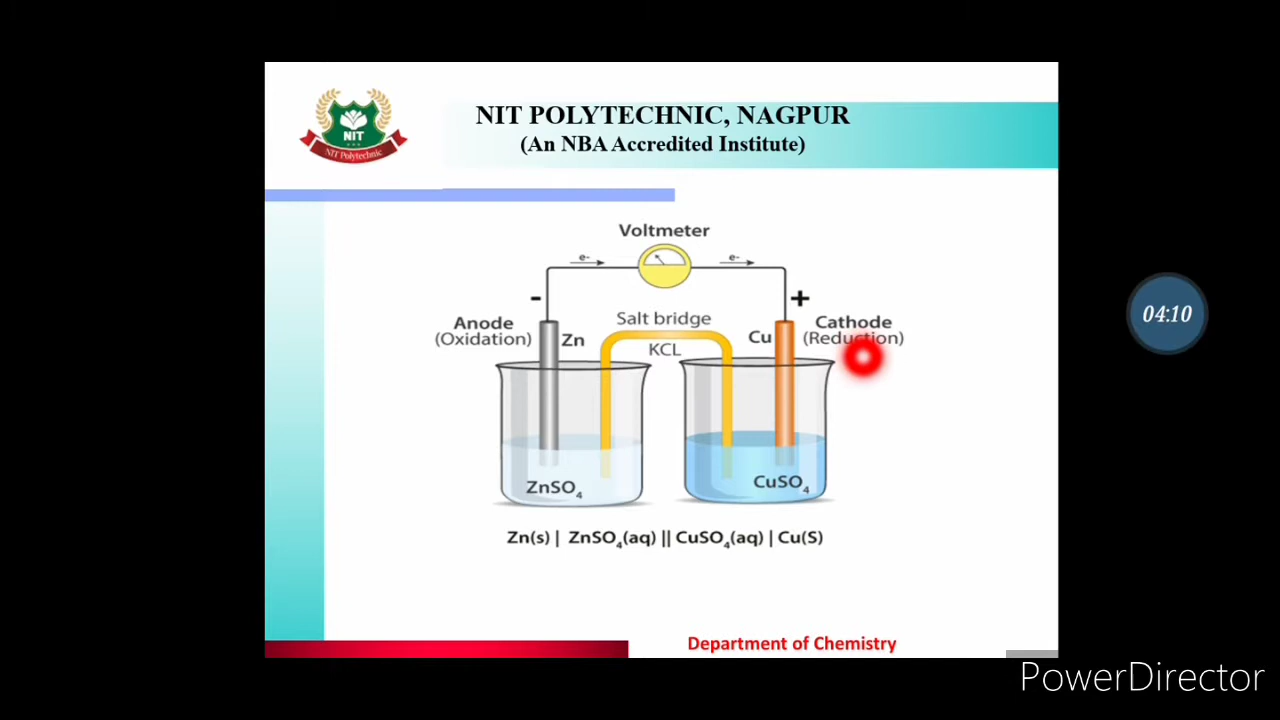 NIT POLYTECHNIC, NAGPUR
(An NBA Accredited Institute)
NIT
NIT Polytechnic
Voltmeter
e-
e-
-
+
Anode
(Oxidation)
Zn
Salt bridge
KCL
Cu
Cathode
(Reduction)
04:10
ZnSO₄
CuSO₄
Zn(s) | ZnSO₄(aq) || CuSO₄(aq) | Cu(S)
Department of Chemistry
PowerDirector